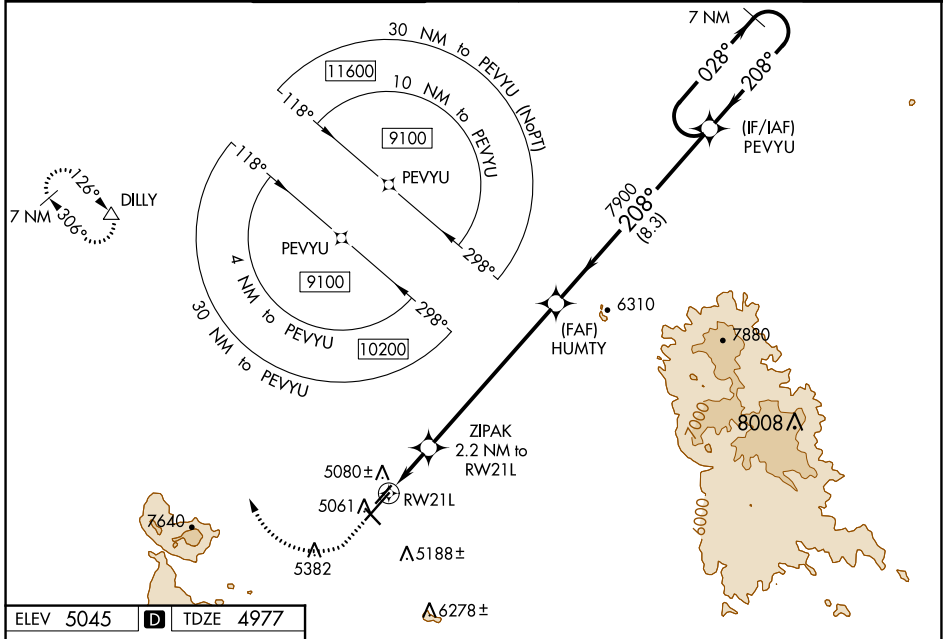 7 NM
028°
208°
(IF/IAF)
PEVYU
7900
208°
(8.3)
30 NM to PEVYU (NoPT)
11600
10 NM to PEVYU
9100
118°
PEVYU
298°
118°
PEVYU
9100
4 NM to PEVYU
298°
10200
30 NM to PEVYU
126°
DILLY
7 NM
306°
(FAF)
HUMTY
6310
7880
8008
7000
6000
ZIPAK
2.2 NM to
RW21L
5080±
RW21L
5061
5382
5188±
6278±
7640
ELEV 5045 D TDZE 4977